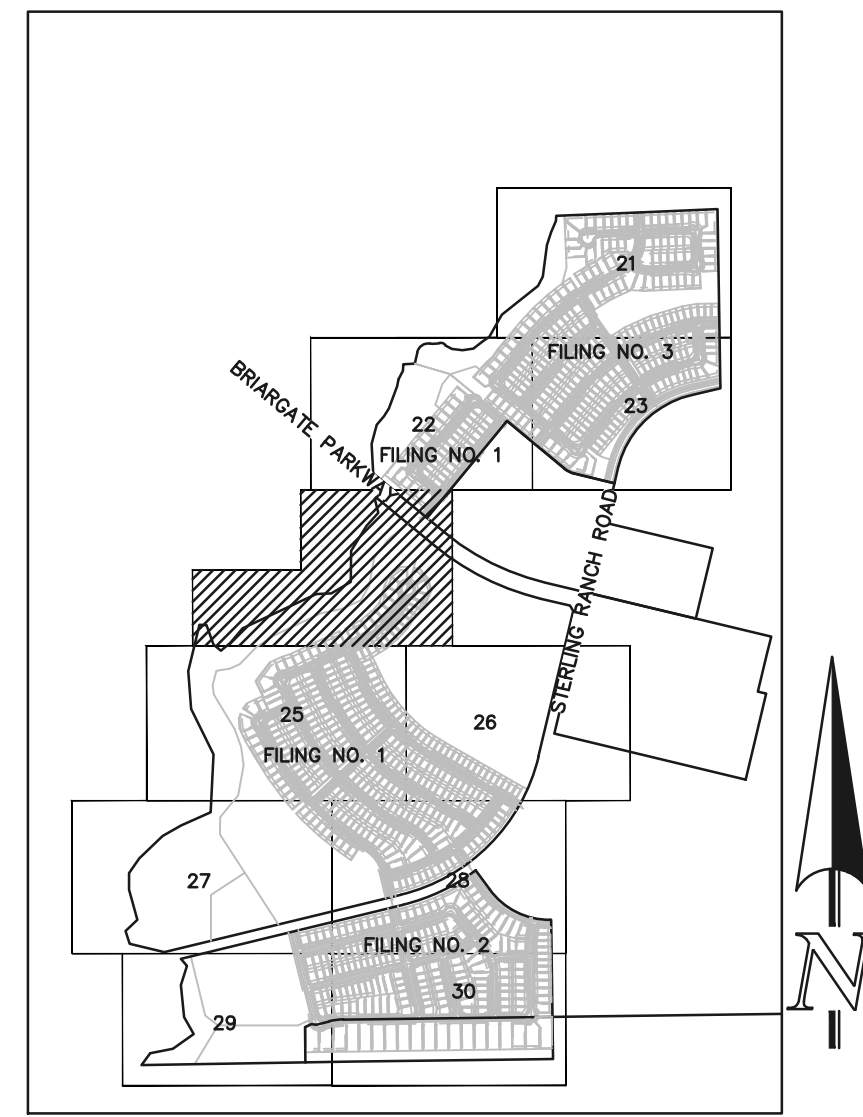 21
FILING NO. 3
23
BRIARGATE PARKWAY
22
FILING NO. 1
STERLING RANCH ROAD
25
26
FILING NO. 1
27
28
FILING NO. 2
30
29
N